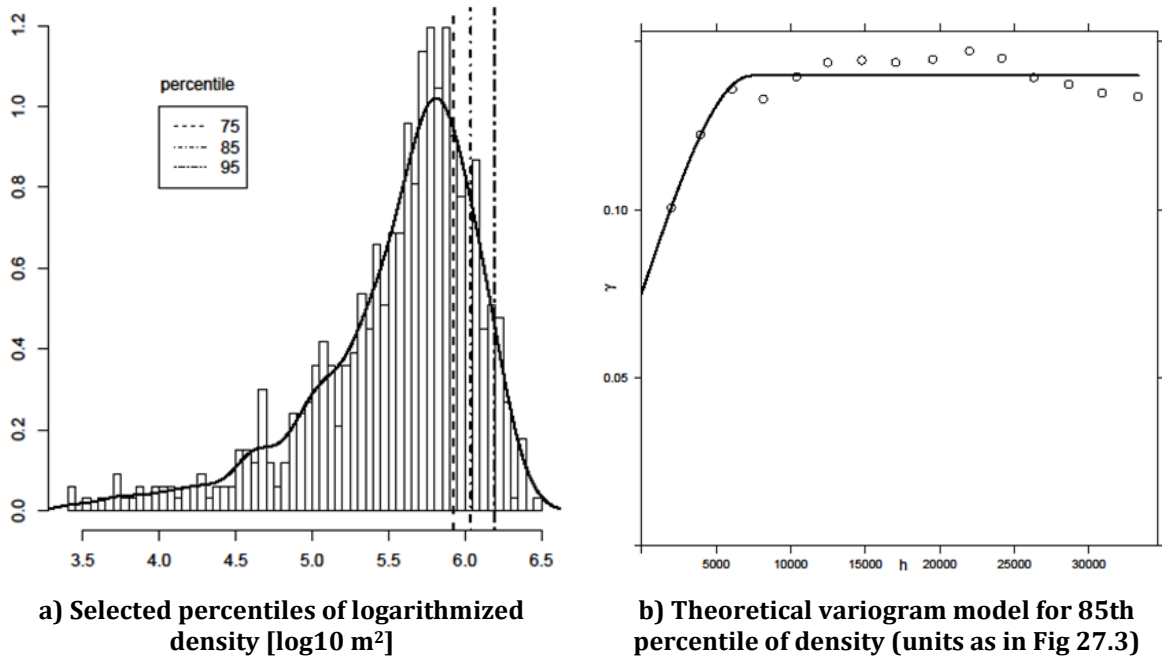 1.2
1.0
0.8
0.6
0.4
0.2
0.0
percentile
75
85
95
3.5 4.0 4.5 5.0 5.5 6.0 6.5
a) Selected percentiles of logarithmized
density [log10 m²]
0.10
0.05
γ
5000 10000 15000 h 20000 25000 30000
b) Theoretical variogram model for 85th
percentile of density (units as in Fig 27.3)